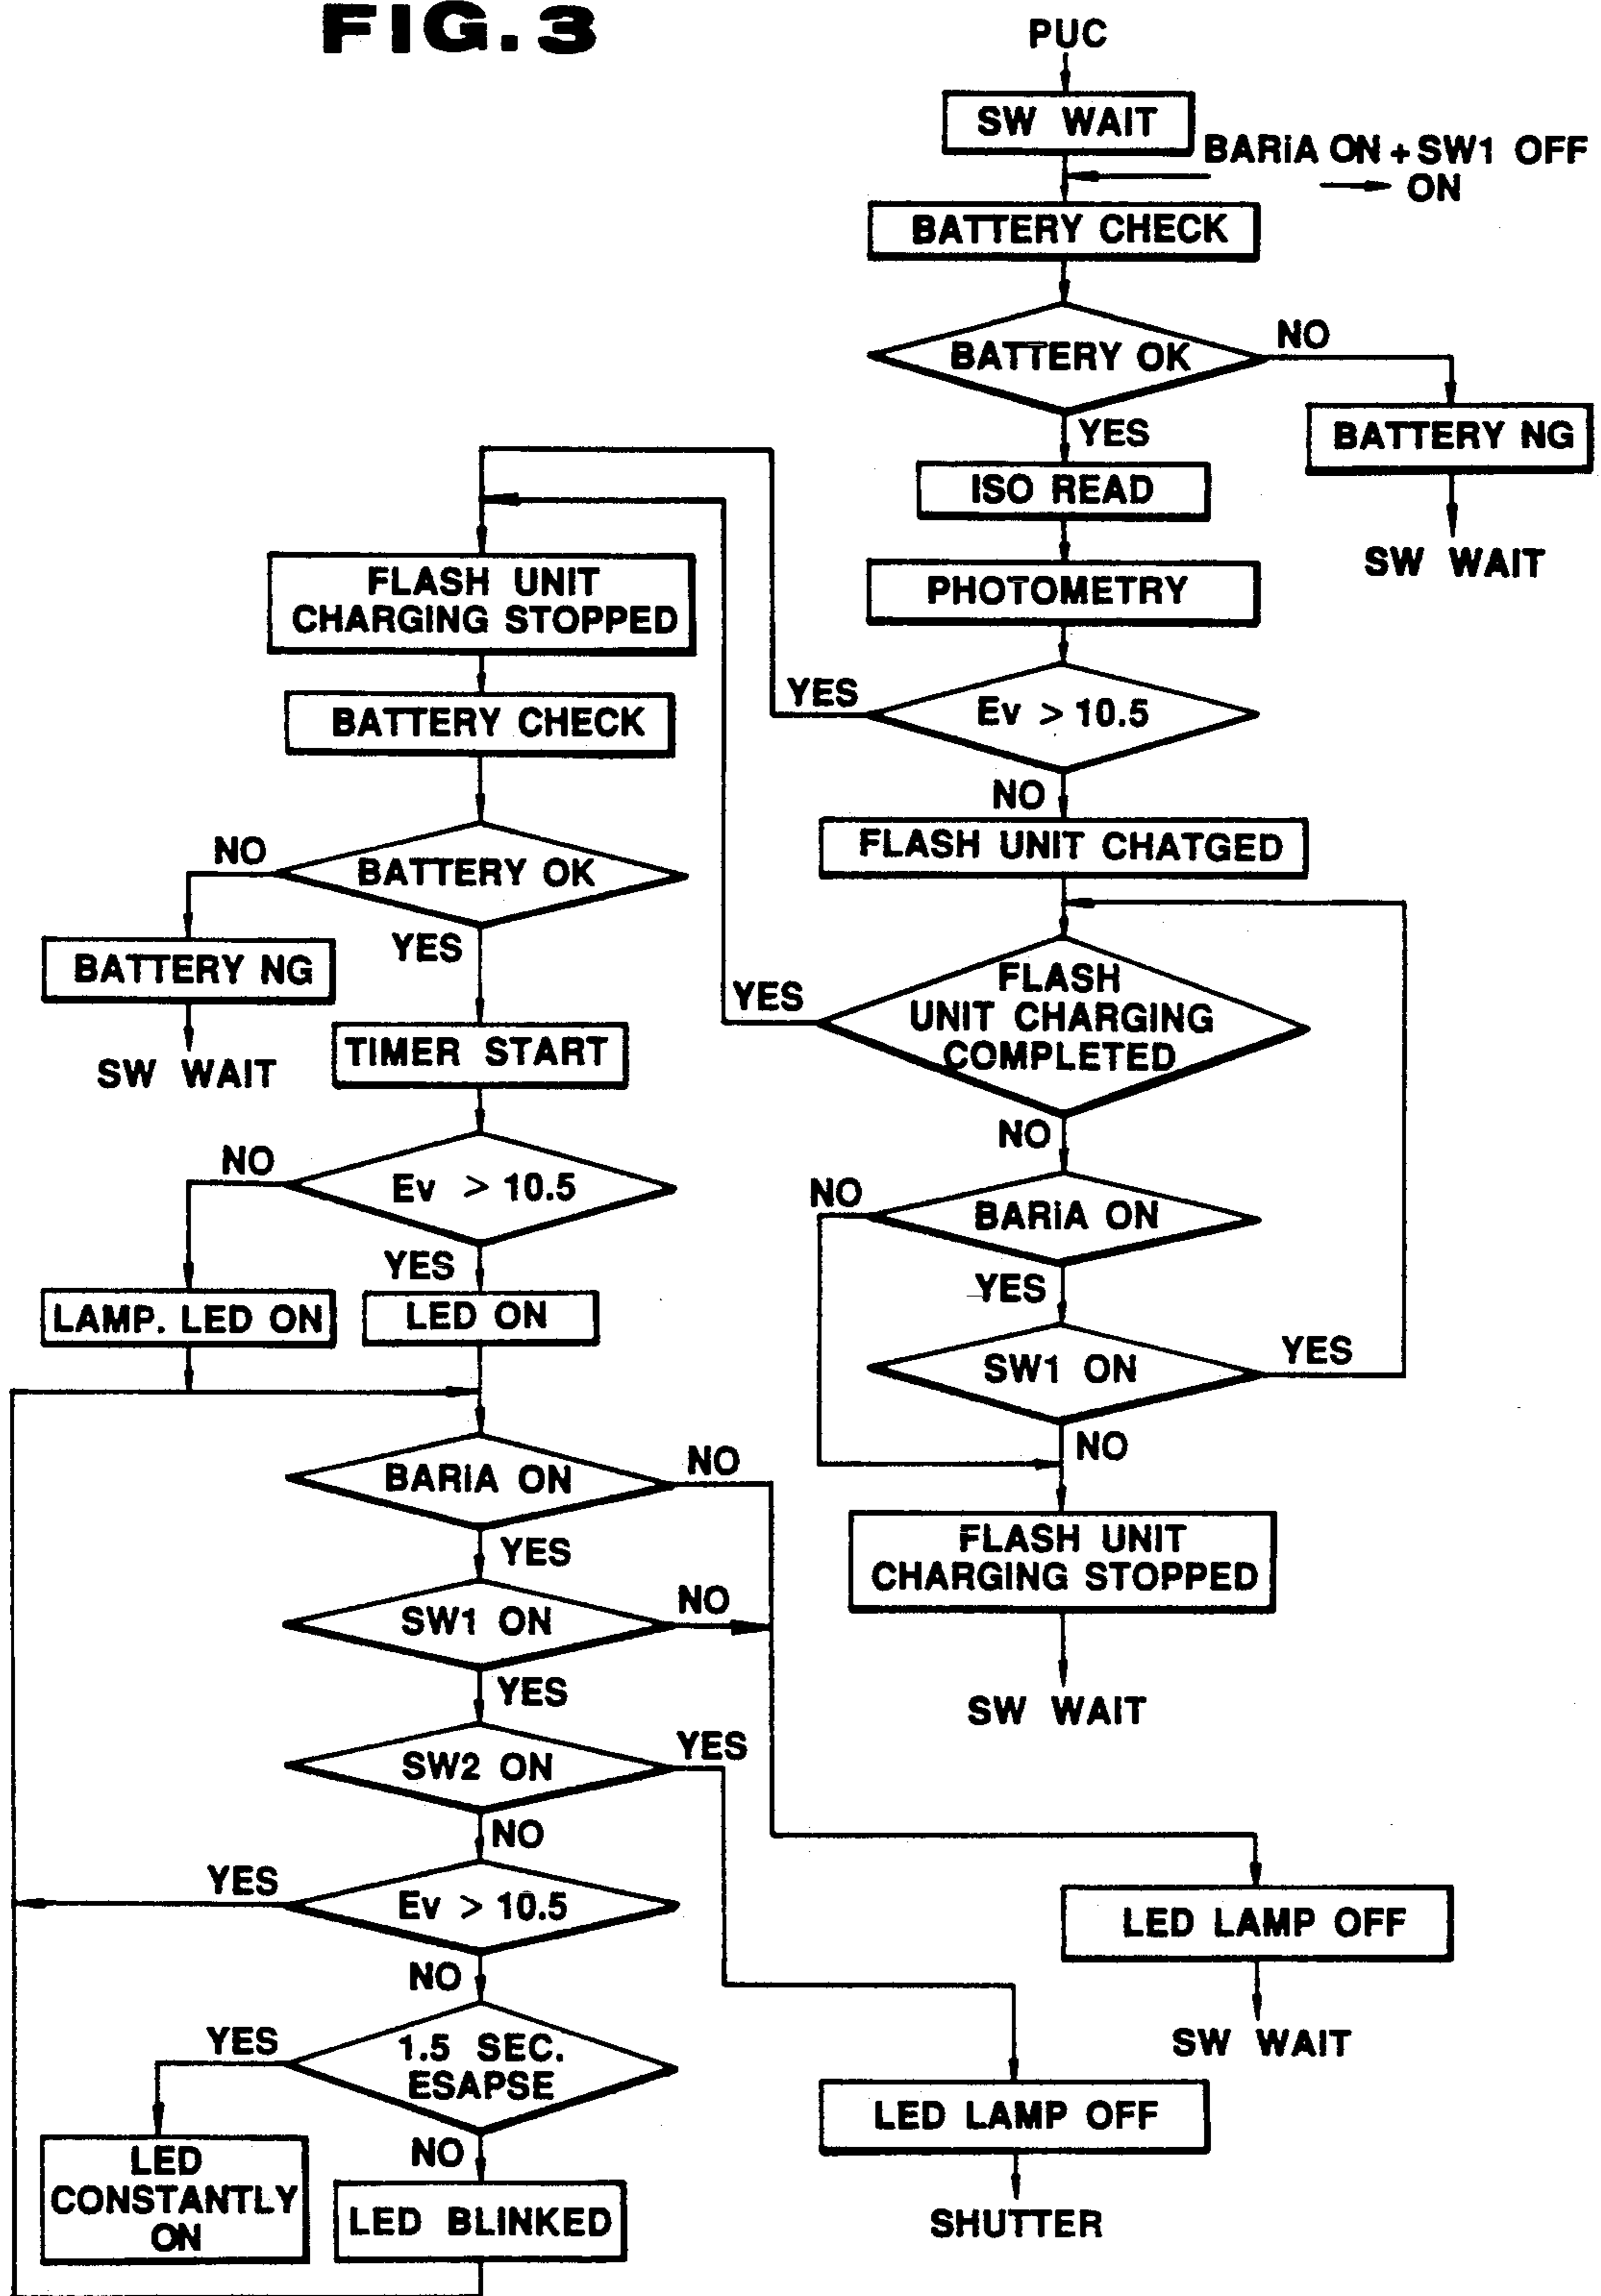 FIG.3
PUC
SW WAIT
BARiA ON + SW1 OFF
→ ON
BATTERY CHECK
BATTERY OK
NO
BATTERY NG
SW WAIT
YES
ISO READ
PHOTOMETRY
Ev > 10.5
YES
NO
FLASH UNIT CHATGED
FLASH
UNIT CHARGING
COMPLETED
YES
NO
BARiA ON
NO
YES
SW1 ON
YES
NO
FLASH UNIT
CHARGING STOPPED
SW WAIT
FLASH UNIT
CHARGING STOPPED
BATTERY CHECK
BATTERY OK
NO
BATTERY NG
SW WAIT
YES
TIMER START
Ev > 10.5
NO
LAMP. LED ON
YES
LED ON
BARiA ON
NO
YES
SW1 ON
NO
YES
SW2 ON
YES
NO
Ev > 10.5
YES
NO
1.5 SEC.
ESAPSE
YES
LED
CONSTANTLY
ON
NO
LED BLINKED
LED LAMP OFF
SW WAIT
LED LAMP OFF
SHUTTER